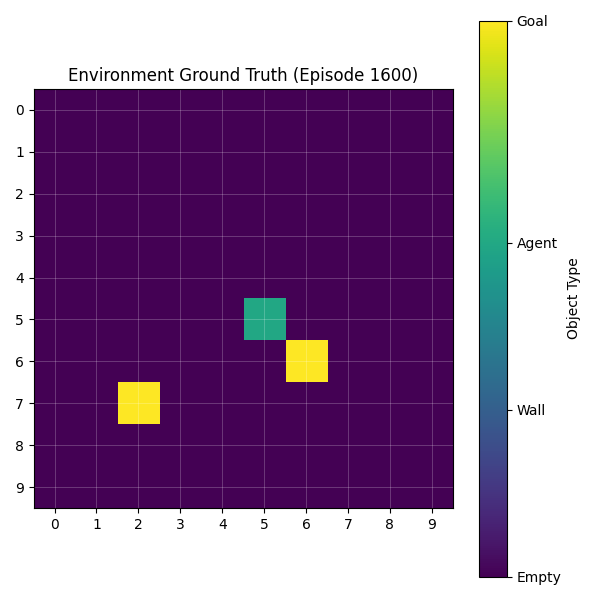 Environment Ground Truth (Episode 1600)
Goal
Agent
Wall
Empty
Object Type
0
1
2
3
4
5
6
7
8
9
0 1 2 3 4 5 6 7 8 9